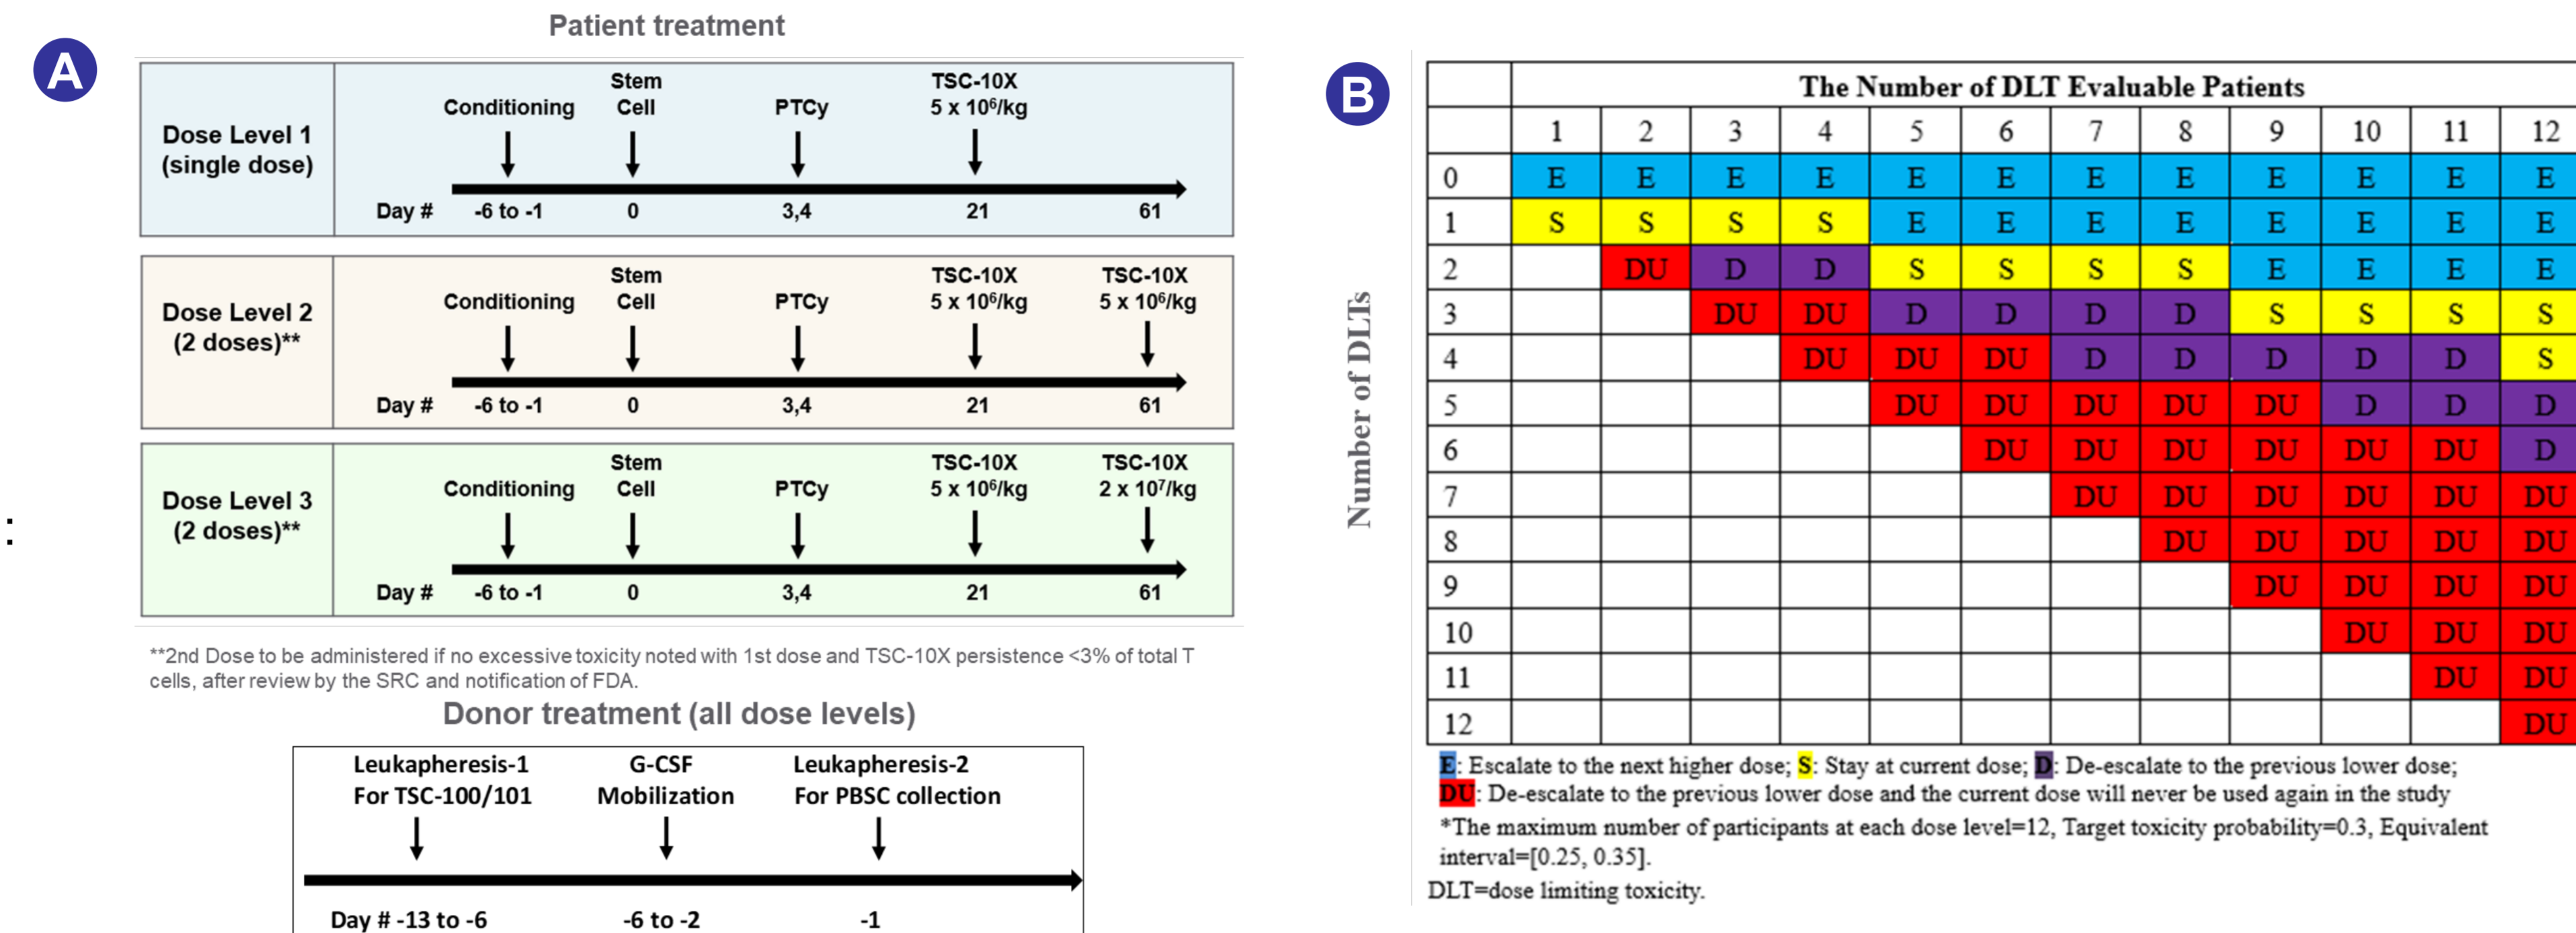 A
Patient treatment
Dose Level 1
(single dose)
Conditioning
Stem
Cell
PTCy
TSC-10X
5 x 10⁶/kg
Day # -6 to -1 0 3,4 21 61
Dose Level 2
(2 doses)**
Conditioning
Stem
Cell
PTCy
TSC-10X
5 x 10⁶/kg
TSC-10X
5 x 10⁶/kg
Day # -6 to -1 0 3,4 21 61
Dose Level 3
(2 doses)**
Conditioning
Stem
Cell
PTCy
TSC-10X
5 x 10⁶/kg
TSC-10X
2 x 10⁷/kg
Day # -6 to -1 0 3,4 21 61
:
**2nd Dose to be administered if no excessive toxicity noted with 1st dose and TSC-10X persistence <3% of total T
cells, after review by the SRC and notification of FDA.
Donor treatment (all dose levels)
Leukapheresis-1
For TSC-100/101
G-CSF
Mobilization
Leukapheresis-2
For PBSC collection
Day # -13 to -6 -6 to -2 -1
B
The Number of DLT Evaluable Patients
Number of DLTs
1 2 3 4 5 6 7 8 9 10 11 12
0 E E E E E E E E E E E E
1 S S S S E E E E E E E E
2 DU D D S S S S E E E E
3 DU DU D D D D S S S S
4 DU DU DU D D D D D S
5 DU DU DU DU DU D D D
6 DU DU DU DU DU DU D
7 DU DU DU DU DU DU
8 DU DU DU DU DU
9 DU DU DU DU
10 DU DU DU
11 DU DU
12 DU
E: Escalate to the next higher dose; S: Stay at current dose; D: De-escalate to the previous lower dose;
DU: De-escalate to the previous lower dose and the current dose will never be used again in the study
*The maximum number of participants at each dose level=12, Target toxicity probability=0.3, Equivalent
interval=[0.25, 0.35].
DLT=dose limiting toxicity.